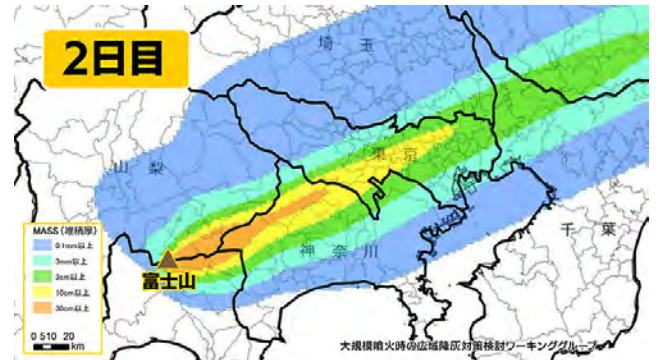 2日目
埼玉
山梨
東京
神奈川
千葉
MASS(堆積厚)
0.1mm以上
3mm以上
3cm以上
10cm以上
30cm以上
富士山
0 510 20
km
大規模噴火時の広域降灰対策検討ワーキンググループ